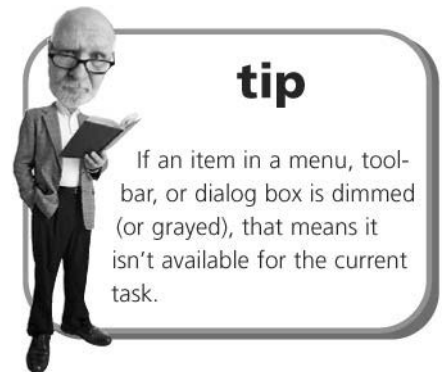 tip
If an item in a menu, tool-
bar, or dialog box is dimmed
(or grayed), that means it
isn't available for the current
task.